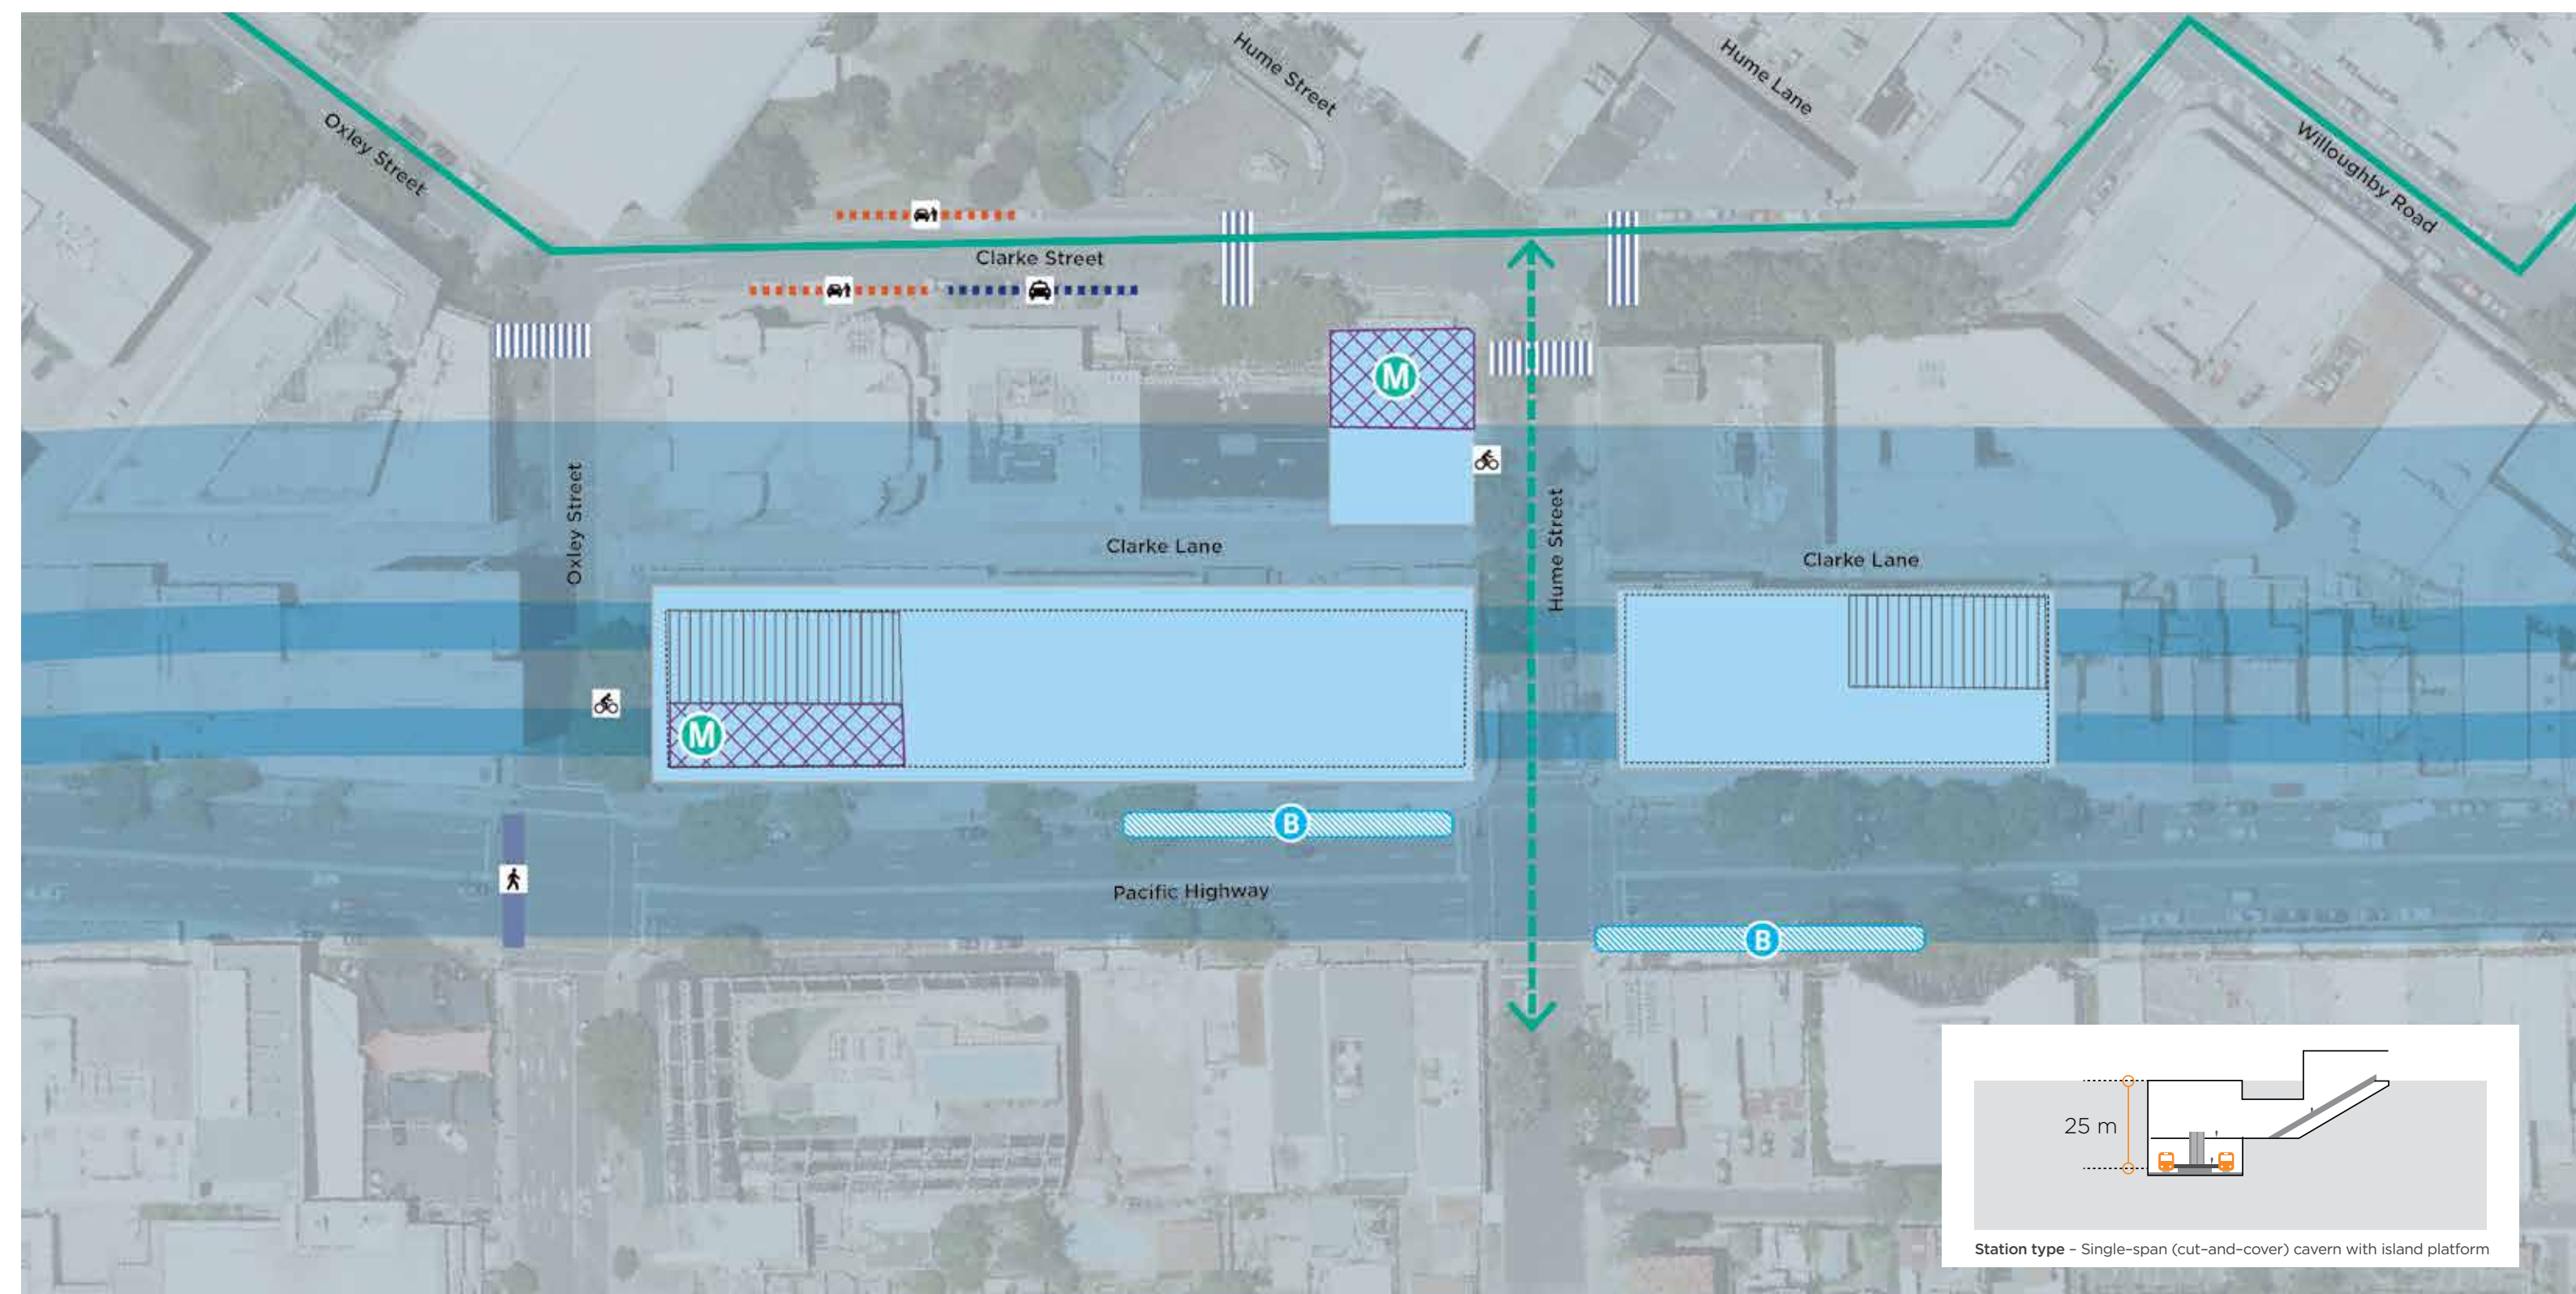 Hume Street
Hume Lane
Oxley Street
Willoughby Road
Clarke Street
M
Oxley Street
Hume Street
Clarke Lane
Clarke Lane
M
B
Pacific Highway
B
25 m
Station type – Single-span (cut-and-cover) cavern with island platform